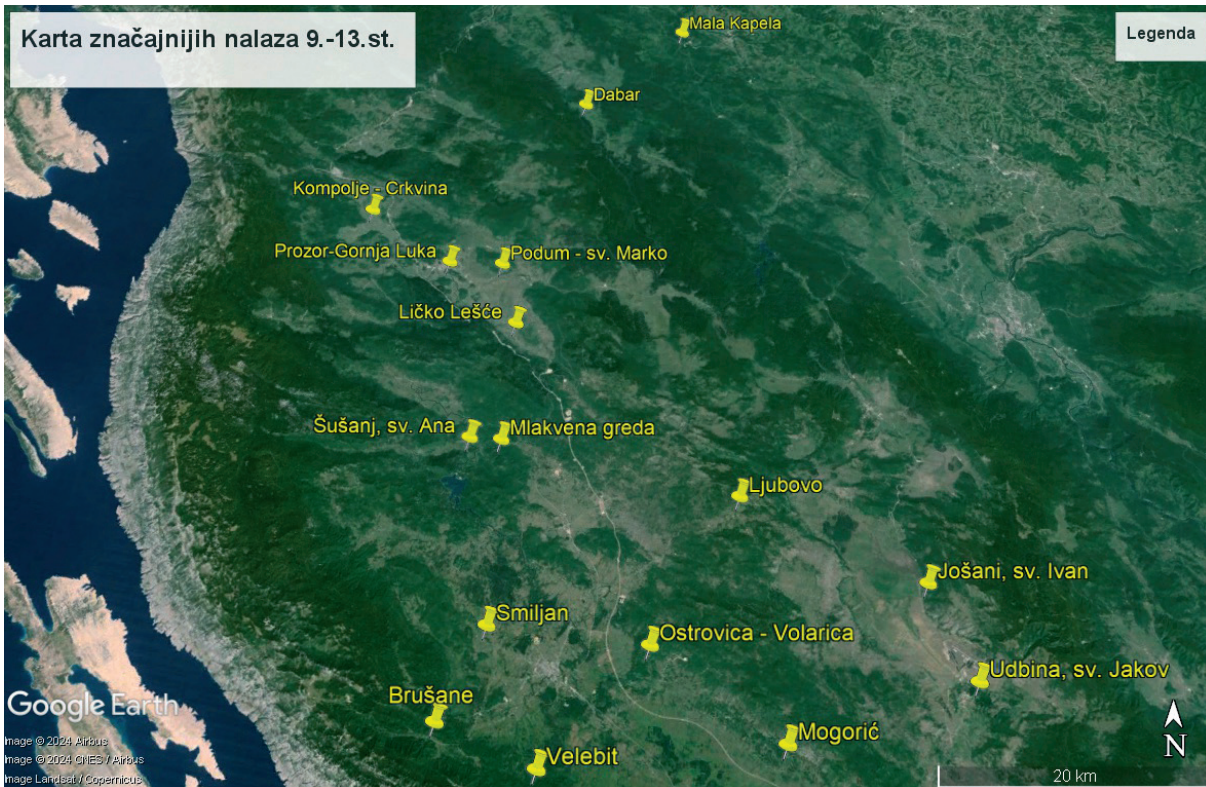 Karta značajnijih nalaza 9.-13.st.
Legenda
Mala Kapela
Dabar
Kompolje - Crkvina
Prozor-Gornja Luka
Podum - sv. Marko
Ličko Lešće
Šušanj, sv. Ana
Mlakvena greda
Ljubovo
Jošani, sv. Ivan
Smiljan
Ostrovica - Volarica
Udbina, sv. Jakov
Brušane
Mogorić
Velebit
Google Earth
Image © 2024 Airbus
Image © 2024 CNES / Airbus
Image Landsat / Copernicus
N
20 km